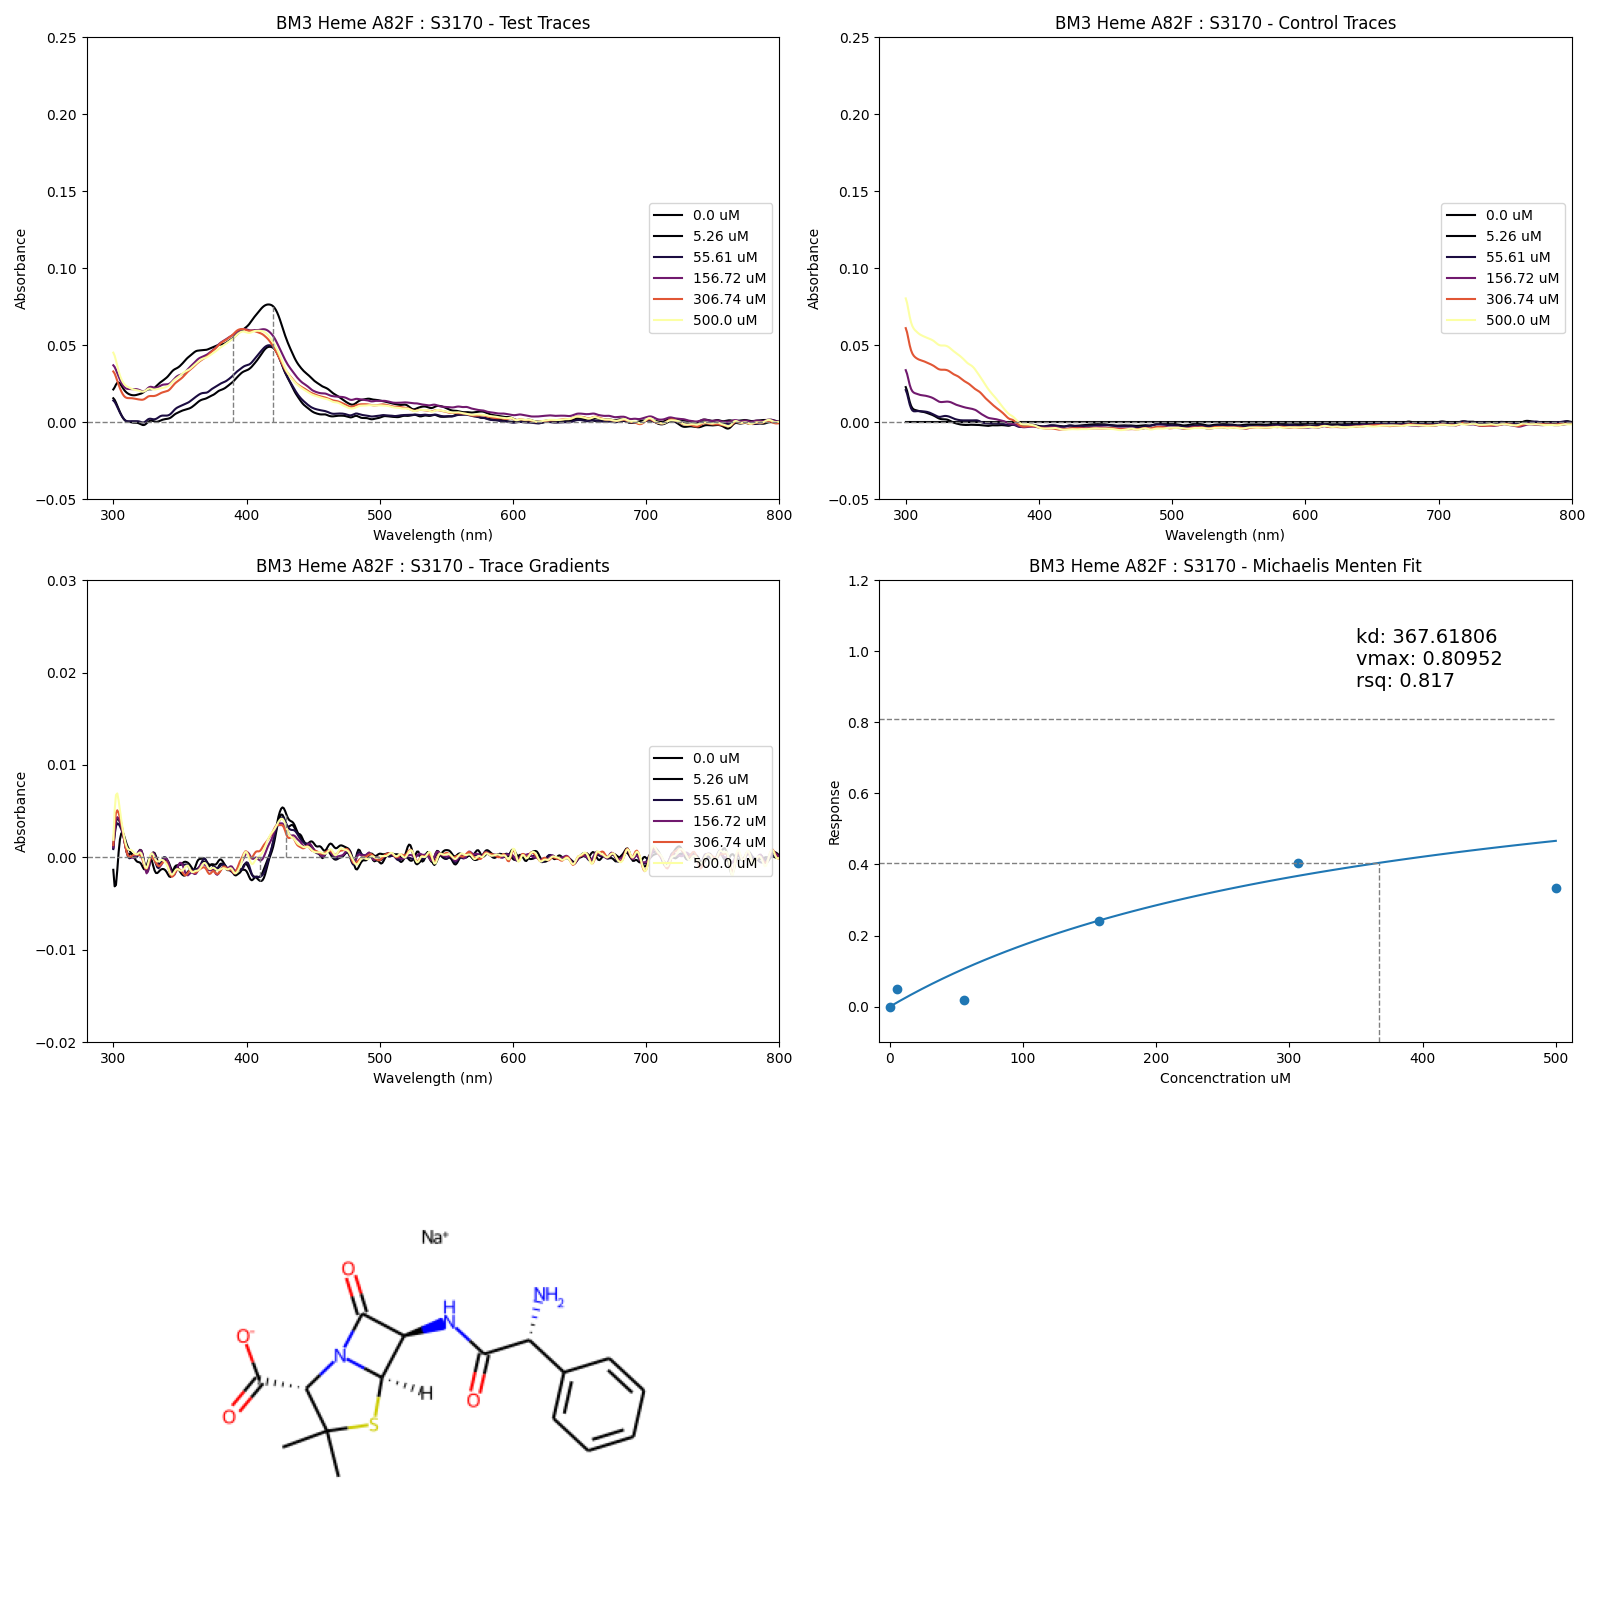 BM3 Heme A82F : S3170 - Test Traces
0.25
0.20
0.15
0.10
0.05
0.00
−0.05
Absorbance
300 400 500 600 700 800
Wavelength (nm)
0.0 uM
5.26 uM
55.61 uM
156.72 uM
306.74 uM
500.0 uM
BM3 Heme A82F : S3170 - Control Traces
0.25
0.20
0.15
0.10
0.05
0.00
−0.05
Absorbance
300 400 500 600 700 800
Wavelength (nm)
0.0 uM
5.26 uM
55.61 uM
156.72 uM
306.74 uM
500.0 uM
BM3 Heme A82F : S3170 - Trace Gradients
0.03
0.02
0.01
0.00
−0.01
−0.02
Absorbance
300 400 500 600 700 800
Wavelength (nm)
0.0 uM
5.26 uM
55.61 uM
156.72 uM
306.74 uM
500.0 uM
BM3 Heme A82F : S3170 - Michaelis Menten Fit
1.2
1.0
0.8
0.6
0.4
0.2
0.0
Response
kd: 367.61806
vmax: 0.80952
rsq: 0.817
0 100 200 300 400 500
Concenctration uM
Na+
O
NH2
H
N
O-
N
H
O
O
S